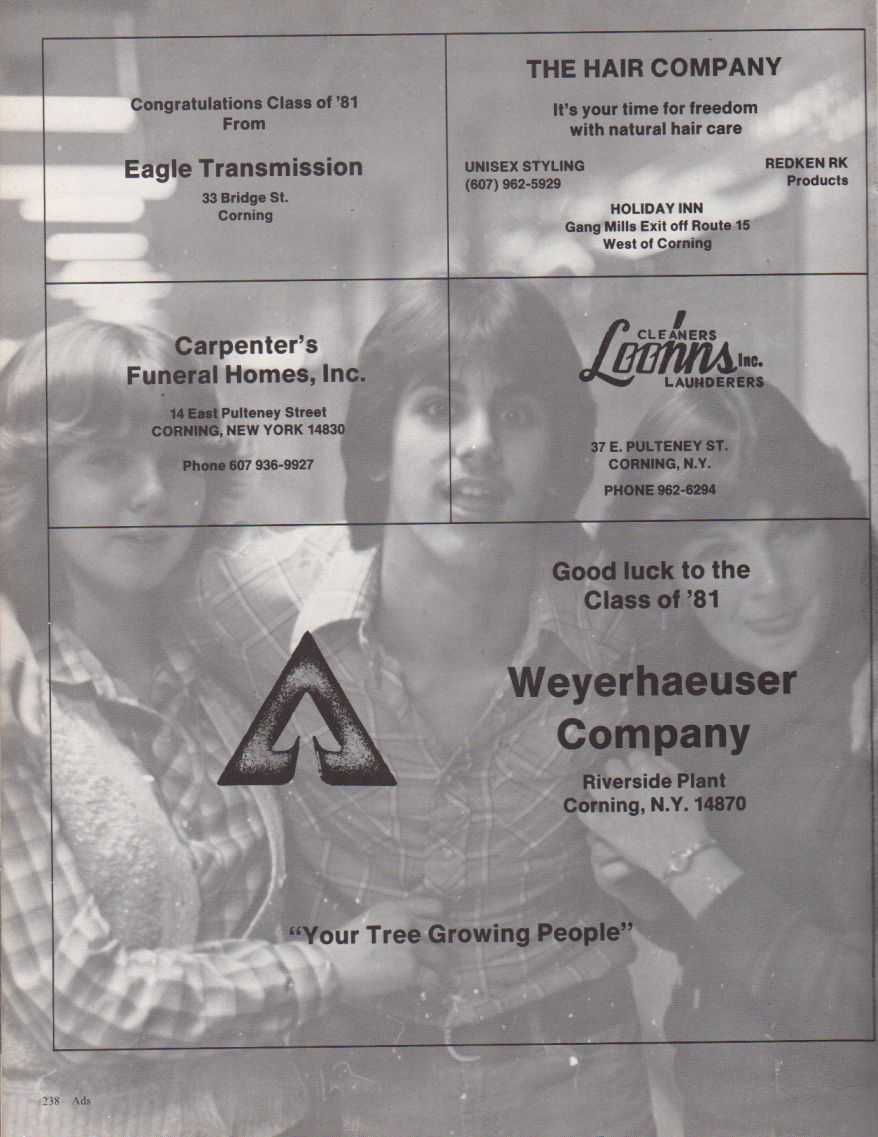 Congratulations Class of '81
From
Eagle Transmission
33 Bridge St.
Corning
THE HAIR COMPANY
It's your time for freedom
with natural hair care
UNISEX STYLING
(607) 962-5929
REDKEN RK
Products
HOLIDAY INN
Gang Mills Exit off Route 15
West of Corning
Carpenter's
Funeral Homes, Inc.
14 East Pulteney Street
CORNING, NEW YORK 14830
Phone 607 936-9927
CLEANERS
Loohns Inc.
LAUNDERERS
37 E. PULTENEY ST.
CORNING, N.Y.
PHONE 962-6294
Good luck to the
Class of '81
Weyerhaeuser
Company
Riverside Plant
Corning, N.Y. 14870
"Your Tree Growing People"
238 Ads